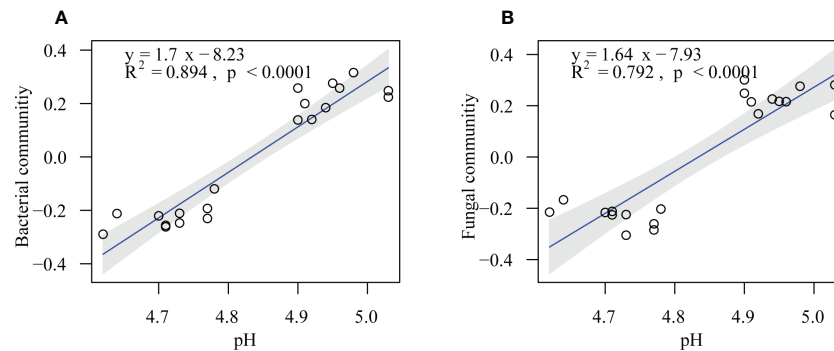 A
y = 1.7 x − 8.23
R² = 0.894 , p < 0.0001
Bacterial communitiy
0.4
0.2
0.0
−0.2
−0.4
4.7 4.8 4.9 5.0
pH
B
y = 1.64 x − 7.93
R² = 0.792 , p < 0.0001
Fungal communitiy
0.4
0.2
0.0
−0.2
−0.4
4.7 4.8 4.9 5.0
pH